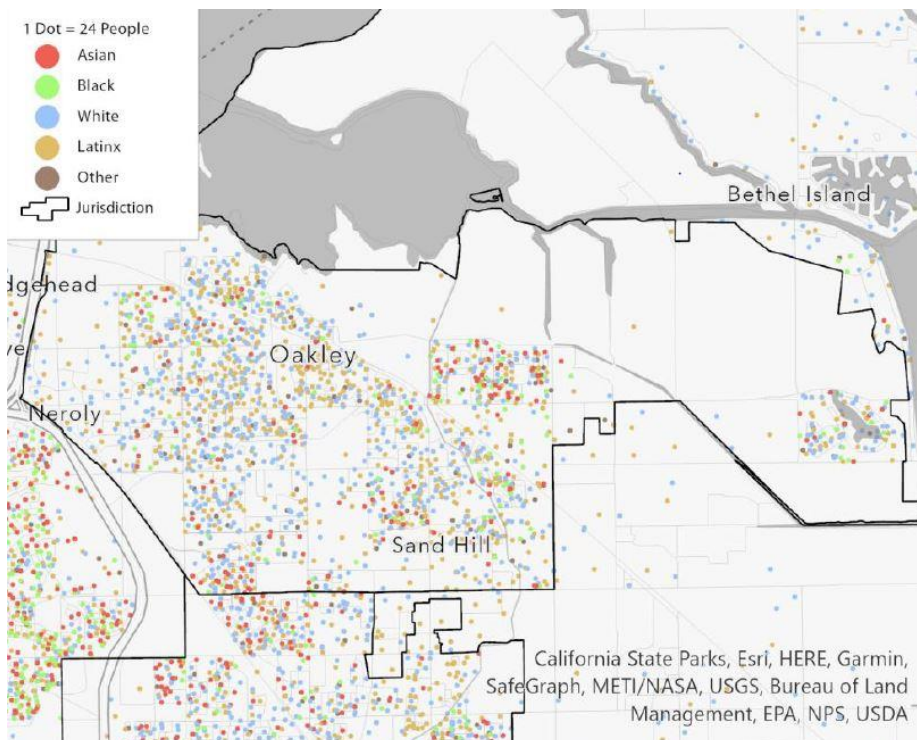 1 Dot = 24 People
Asian
Black
White
Latinx
Other
Jurisdiction
Bethel Island
dgehead
Oakley
ve
Neroly
Sand Hill
California State Parks, Esri, HERE, Garmin,
SafeGraph, METI/NASA, USGS, Bureau of Land
Management, EPA, NPS, USDA